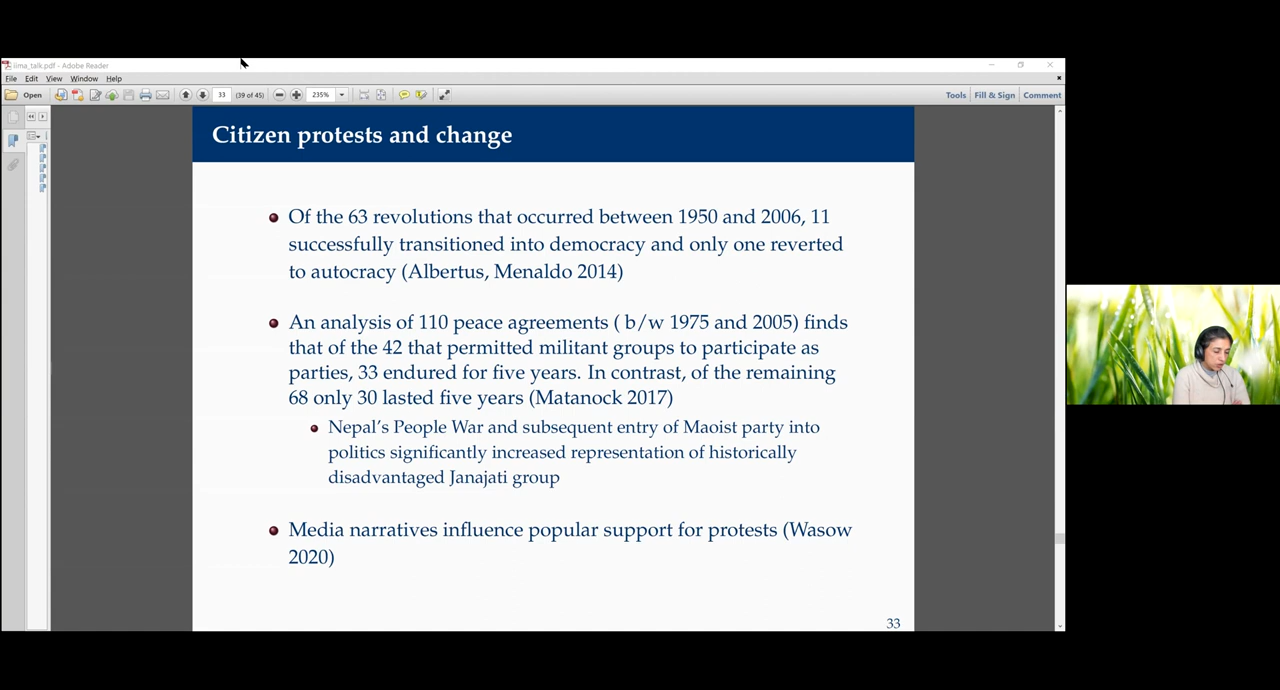 iima_talk.pdf - Adobe Reader
File Edit View Window Help
Open 33 (39 of 45) 235% Tools Fill & Sign Comment
Citizen protests and change
Of the 63 revolutions that occurred between 1950 and 2006, 11
successfully transitioned into democracy and only one reverted
to autocracy (Albertus, Menaldo 2014)
An analysis of 110 peace agreements ( b/w 1975 and 2005) finds
that of the 42 that permitted militant groups to participate as
parties, 33 endured for five years. In contrast, of the remaining
68 only 30 lasted five years (Matanock 2017)
Nepal's People War and subsequent entry of Maoist party into
politics significantly increased representation of historically
disadvantaged Janajati group
Media narratives influence popular support for protests (Wasow
2020)
33